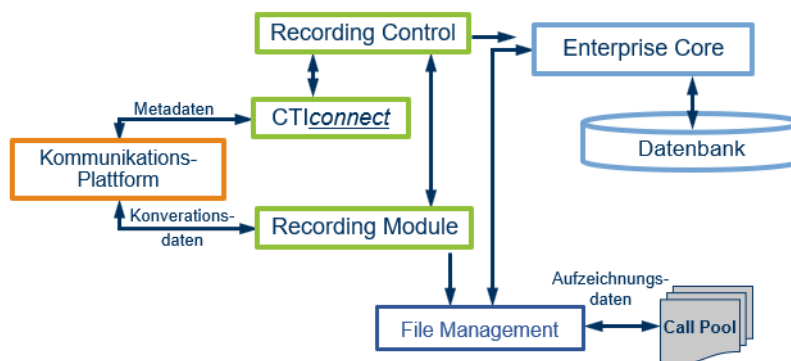 Recording Control
Enterprise Core
Metadaten
CTIconnect
Kommunikations-
Plattform
Datenbank
Konverations-
daten
Recording Module
Aufzeichnungs-
daten
File Management
Call Pool